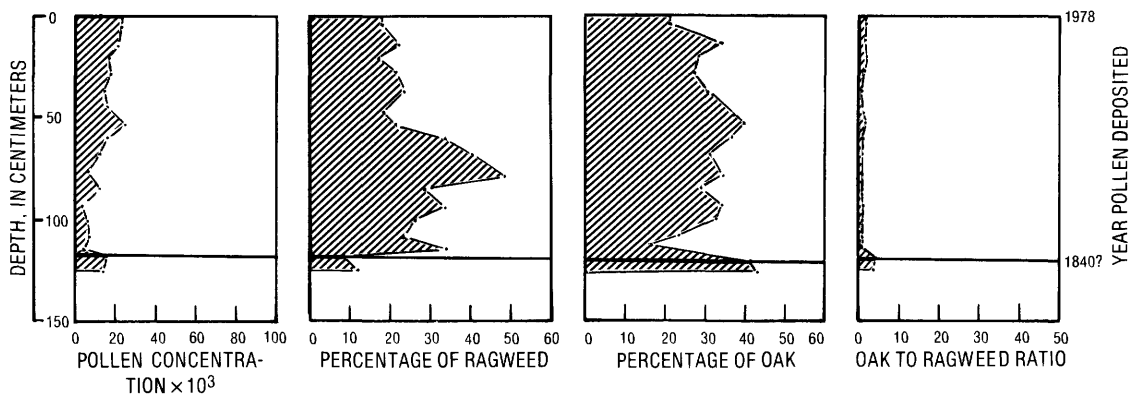 DEPTH, IN CENTIMETERS
0
50
100
150
0 20 40 60 80 100
POLLEN CONCENTRA-
TION × 10³
0 10 20 30 40 50 60
PERCENTAGE OF RAGWEED
0 10 20 30 40 50 60
PERCENTAGE OF OAK
0 10 20 30 40 50
OAK TO RAGWEED RATIO
1978
1840?
YEAR POLLEN DEPOSITED